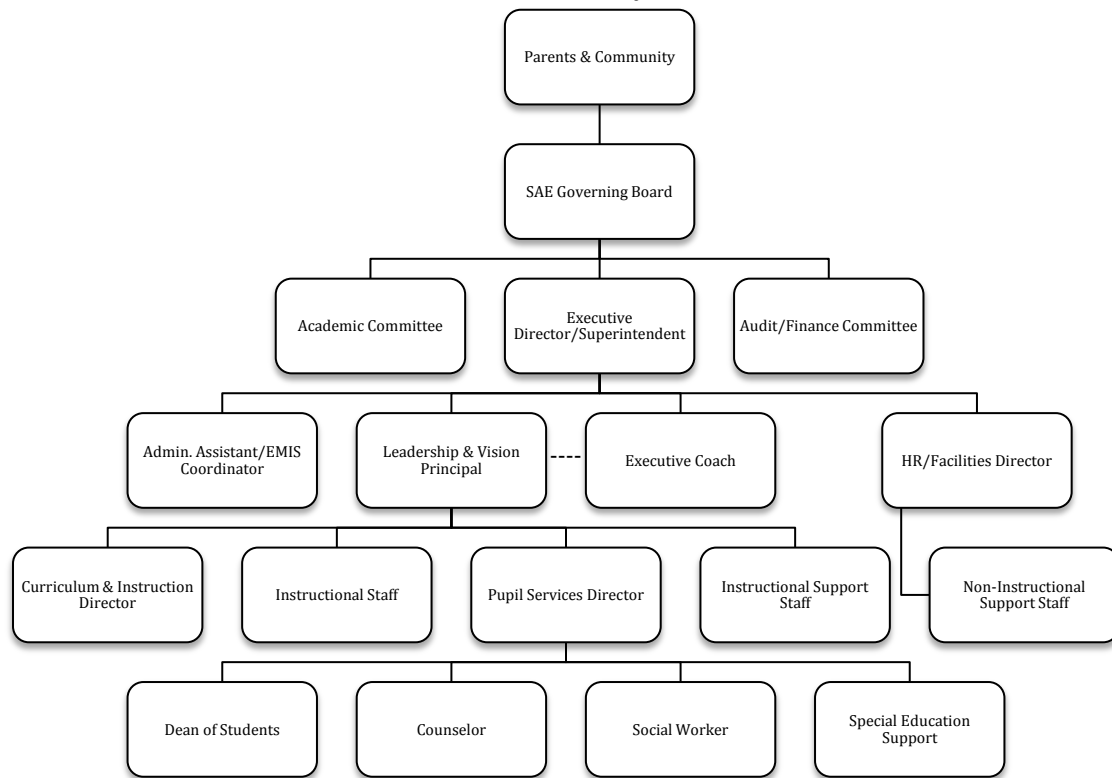 Parents & Community
SAE Governing Board
Academic Committee
Executive
Director/Superintendent
Audit/Finance Committee
Admin. Assistant/EMIS
Coordinator
Leadership & Vision
Principal
Executive Coach
HR/Facilities Director
Curriculum & Instruction
Director
Instructional Staff
Pupil Services Director
Instructional Support
Staff
Non-Instructional
Support Staff
Dean of Students
Counselor
Social Worker
Special Education
Support